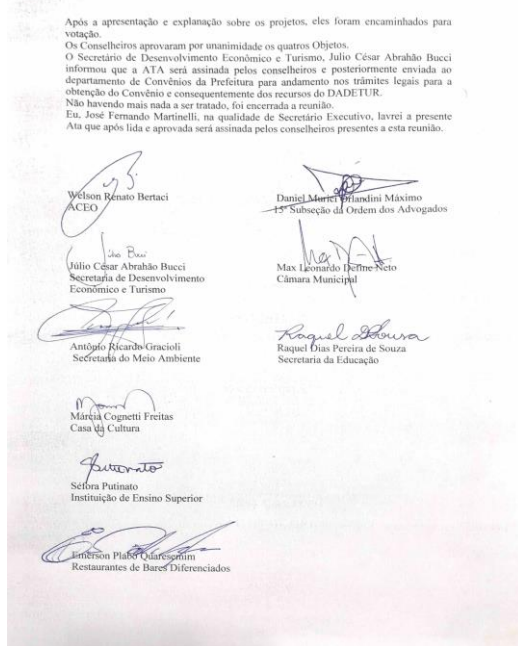 Após a apresentação e explanação sobre os projetos, eles foram encaminhados para
votação.
Os Conselheiros aprovaram por unanimidade os quatros Objetos.
O Secretário de Desenvolvimento Econômico e Turismo, Julio César Abrahão Bucci
informou que a ATA será assinada pelos conselheiros e posteriormente enviada ao
departamento de Convênios da Prefeitura para andamento nos trâmites legais para a
obtenção do Convênio e consequentemente dos recursos do DADETUR.
Não havendo mais nada a ser tratado, foi encerrada a reunião.
Eu, José Fernando Martinelli, na qualidade de Secretário Executivo, lavrei a presente
Ata que após lida e aprovada será assinada pelos conselheiros presentes a esta reunião.
Welson Renato Bertaci
ACEO
Daniel Murici Orlandini Máximo
15ª Subseção da Ordem dos Advogados
Júlio César Abrahão Bucci
Secretaria de Desenvolvimento
Econômico e Turismo
Max Leonardo Define Neto
Câmara Municipal
Antônio Ricardo Gracioli
Secretaria do Meio Ambiente
Raquel DSousa
Raquel Dias Pereira de Souza
Secretaria da Educação
Márcia Cognetti Freitas
Casa da Cultura
Putinato
Séfora Putinato
Instituição de Ensino Superior
Emerson Quaresemim
Restaurantes de Bares Diferenciados